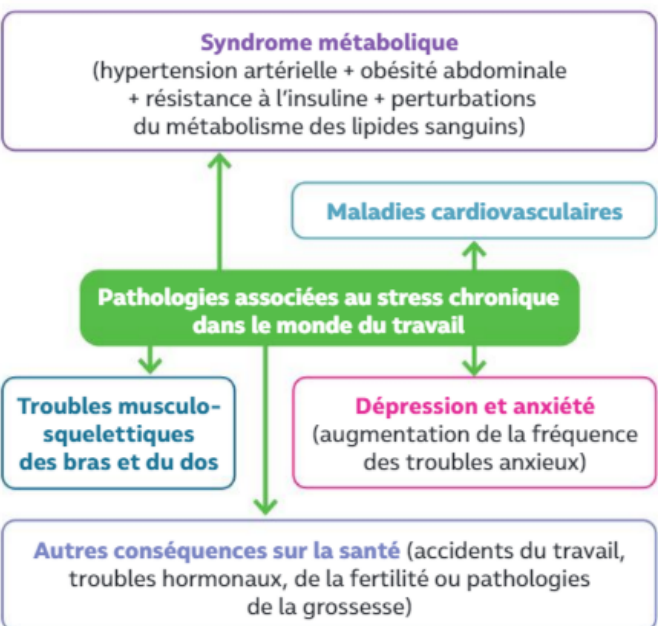 Syndrome métabolique
(hypertension artérielle + obésité abdominale
+ résistance à l'insuline + perturbations
du métabolisme des lipides sanguins)
Maladies cardiovasculaires
Pathologies associées au stress chronique
dans le monde du travail
Troubles musculo-
squelettiques
des bras et du dos
Dépression et anxiété
(augmentation de la fréquence
des troubles anxieux)
Autres conséquences sur la santé (accidents du travail,
troubles hormonaux, de la fertilité ou pathologies
de la grossesse)